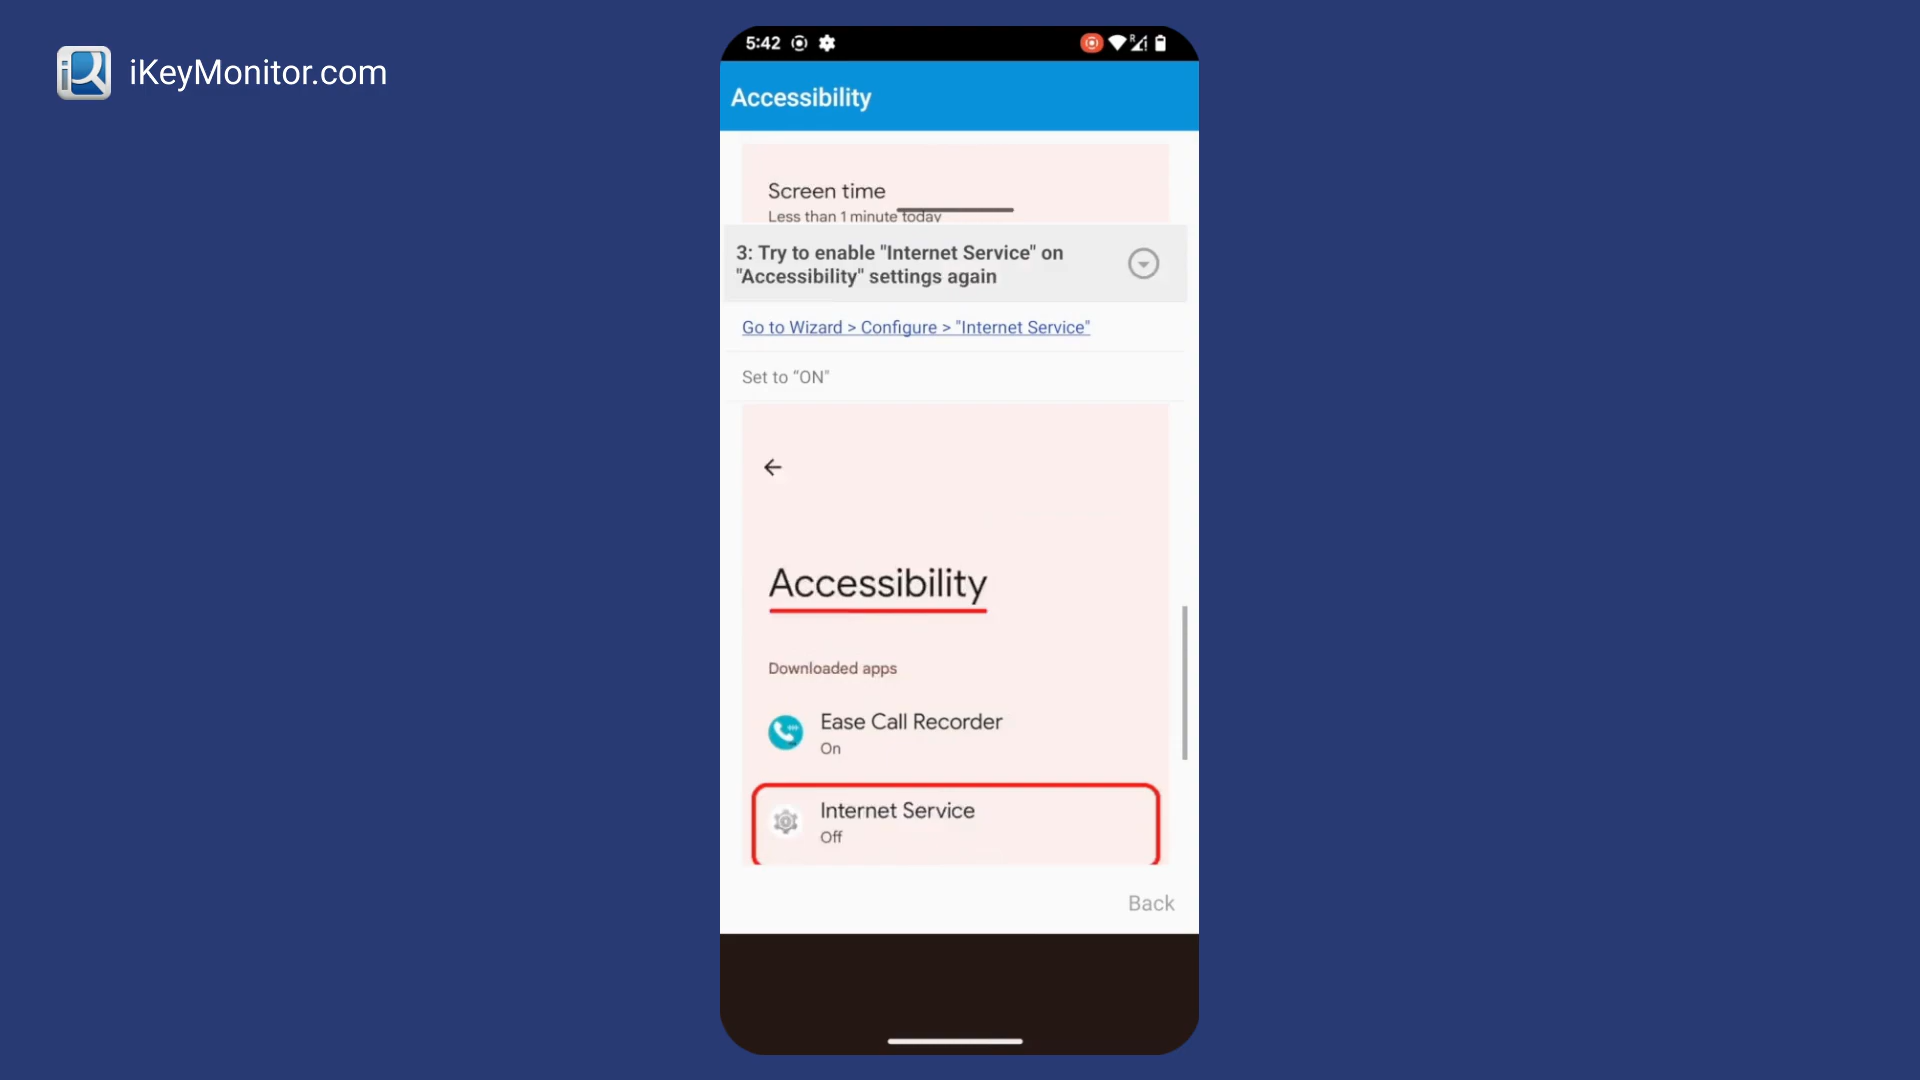 iKeyMonitor.com
5:42
Accessibility
Screen time
Less than 1 minute today
3: Try to enable "Internet Service" on
"Accessibility" settings again
Go to Wizard > Configure > "Internet Service"
Set to “ON"
Accessibility
Downloaded apps
Ease Call Recorder
On
Internet Service
Off
Back